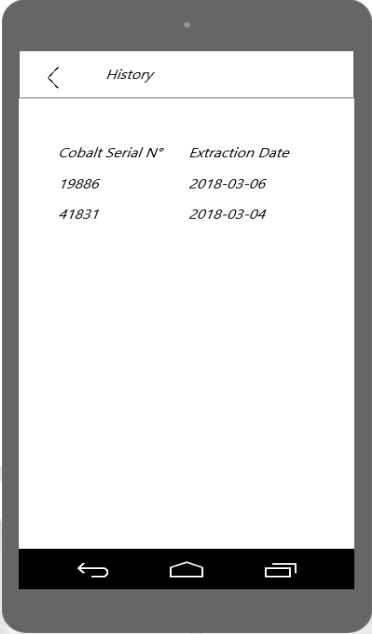 History
Cobalt Serial N° Extraction Date
19886 2018-03-06
41831 2018-03-04